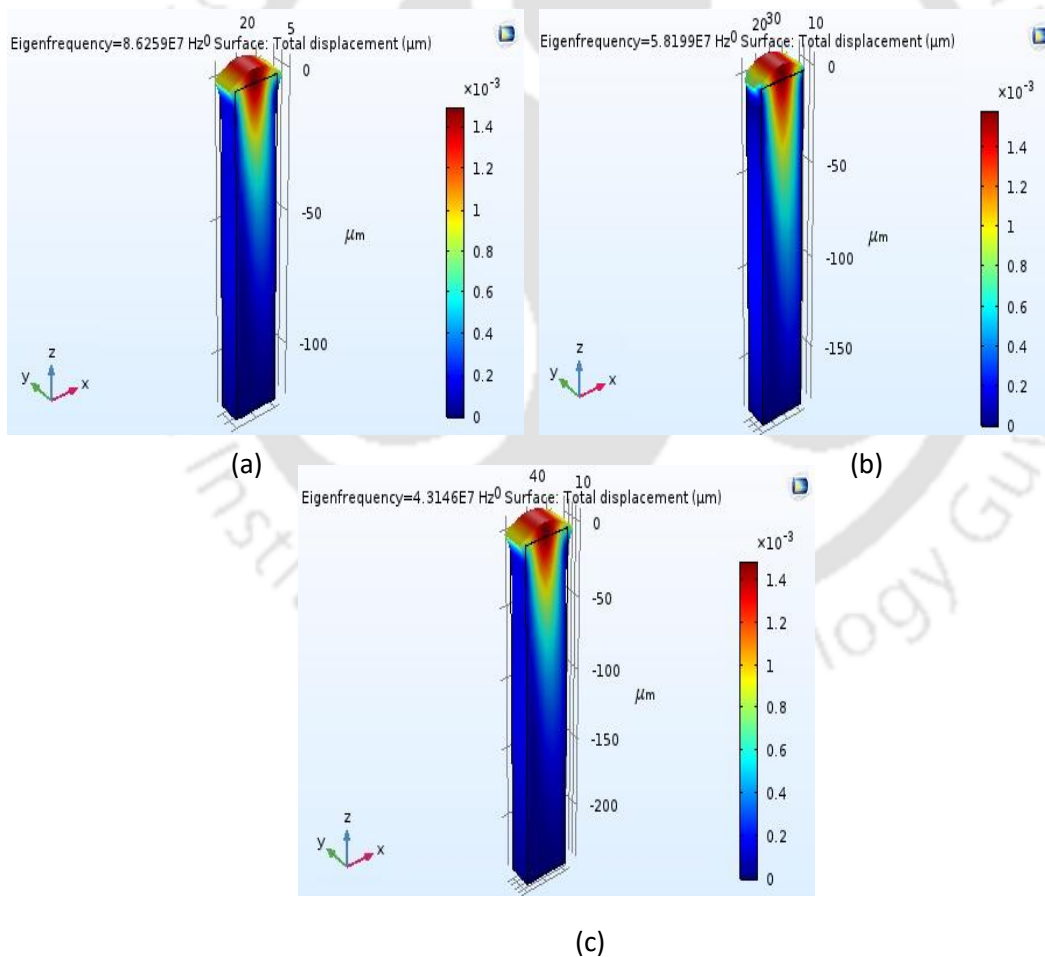 20 5
Eigenfrequency=8.6259E7 Hz 0 Surface: Total displacement (µm)
0
×10⁻³
1.4
1.2
-50
1
µm
0.8
0.6
-100
0.4
z
y x
0.2
0
(a)
20 30 10
Eigenfrequency=5.8199E7 Hz 0 Surface: Total displacement (µm)
0
×10⁻³
1.4
-50
1.2
1
µm
-100
0.8
0.6
-150
0.4
z
y x
0.2
0
(b)
40 10
Eigenfrequency=4.3146E7 Hz 0 Surface: Total displacement (µm)
0
×10⁻³
1.4
-50
1.2
-100
1
µm
0.8
-150
0.6
-200
0.4
z
y x
0.2
0
(c)
Inst
ology Gu